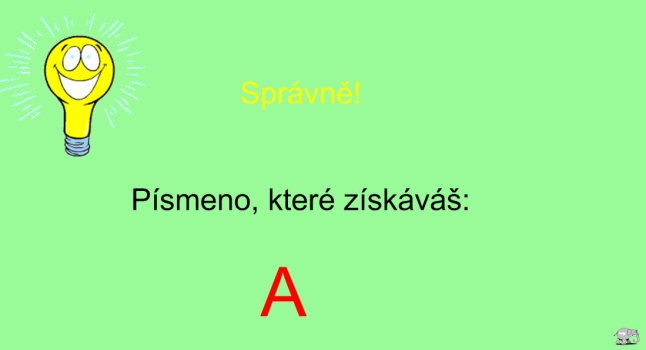 Správně!
Písmeno, které získáváš:
A